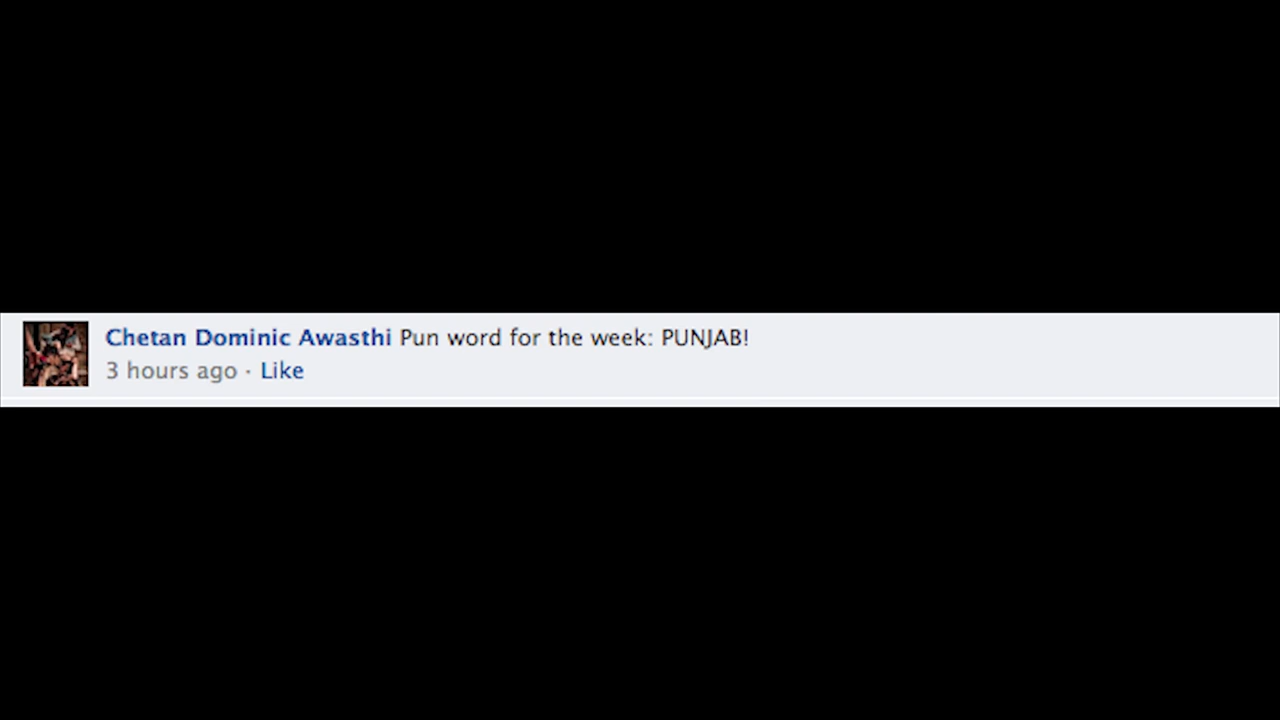 Chetan Dominic Awasthi Pun word for the week: PUNJAB!
3 hours ago · Like